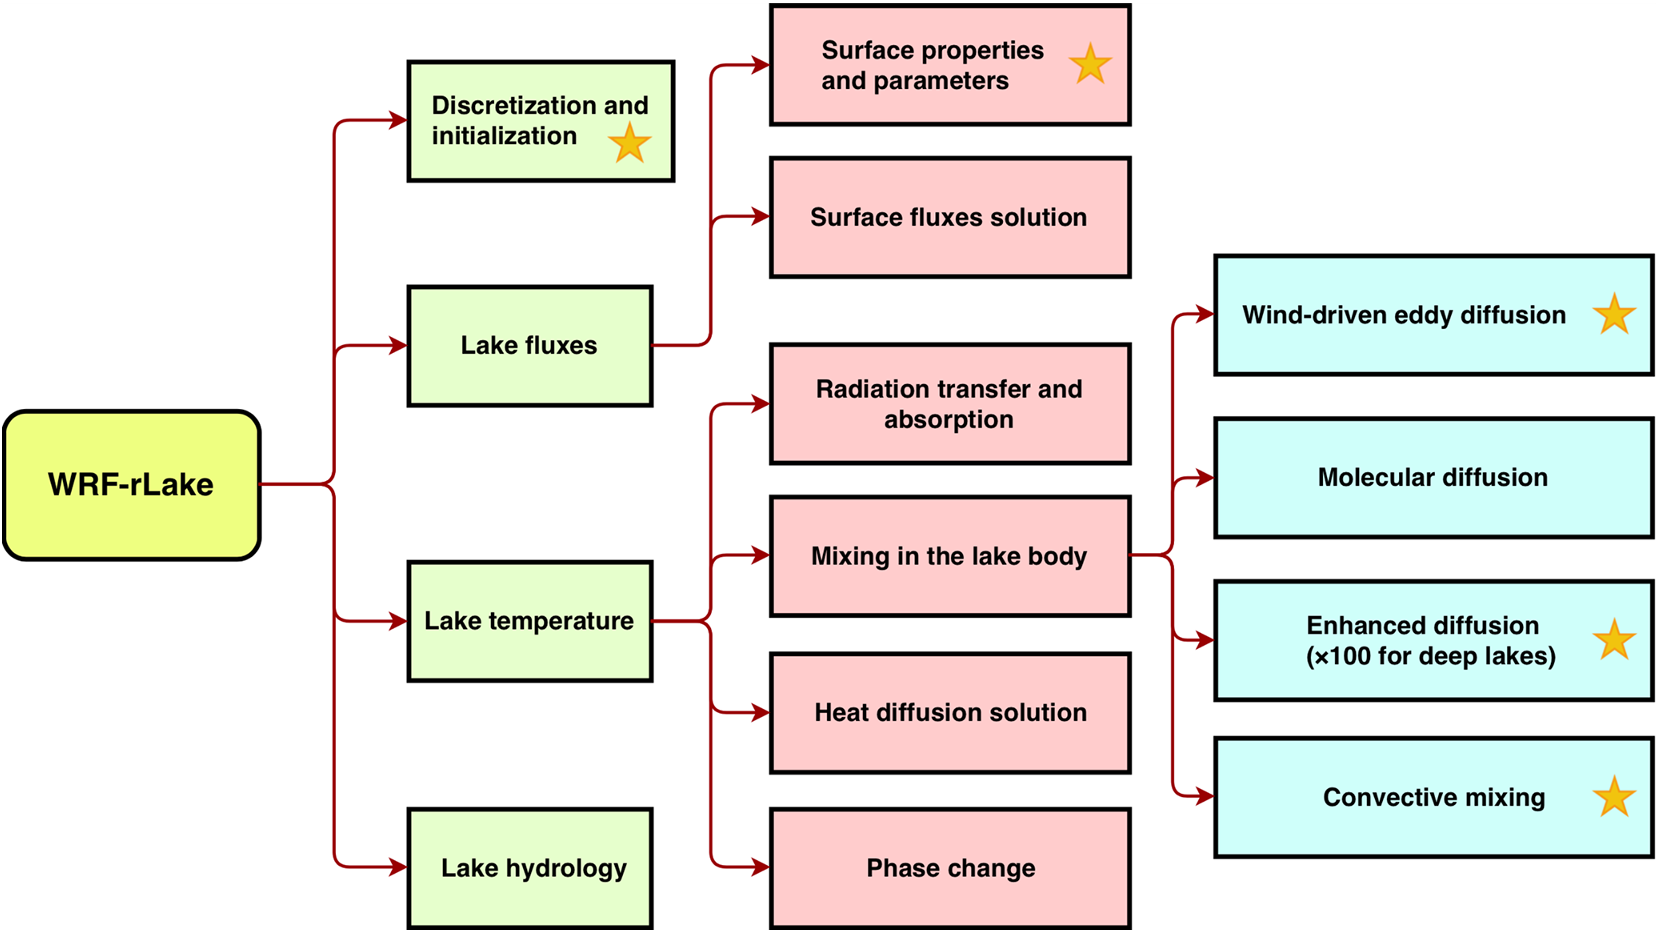 WRF-rLake
Discretization and
initialization
Lake fluxes
Lake temperature
Lake hydrology
Surface properties
and parameters
Surface fluxes solution
Radiation transfer and
absorption
Mixing in the lake body
Heat diffusion solution
Phase change
Wind-driven eddy diffusion
Molecular diffusion
Enhanced diffusion
(×100 for deep lakes)
Convective mixing